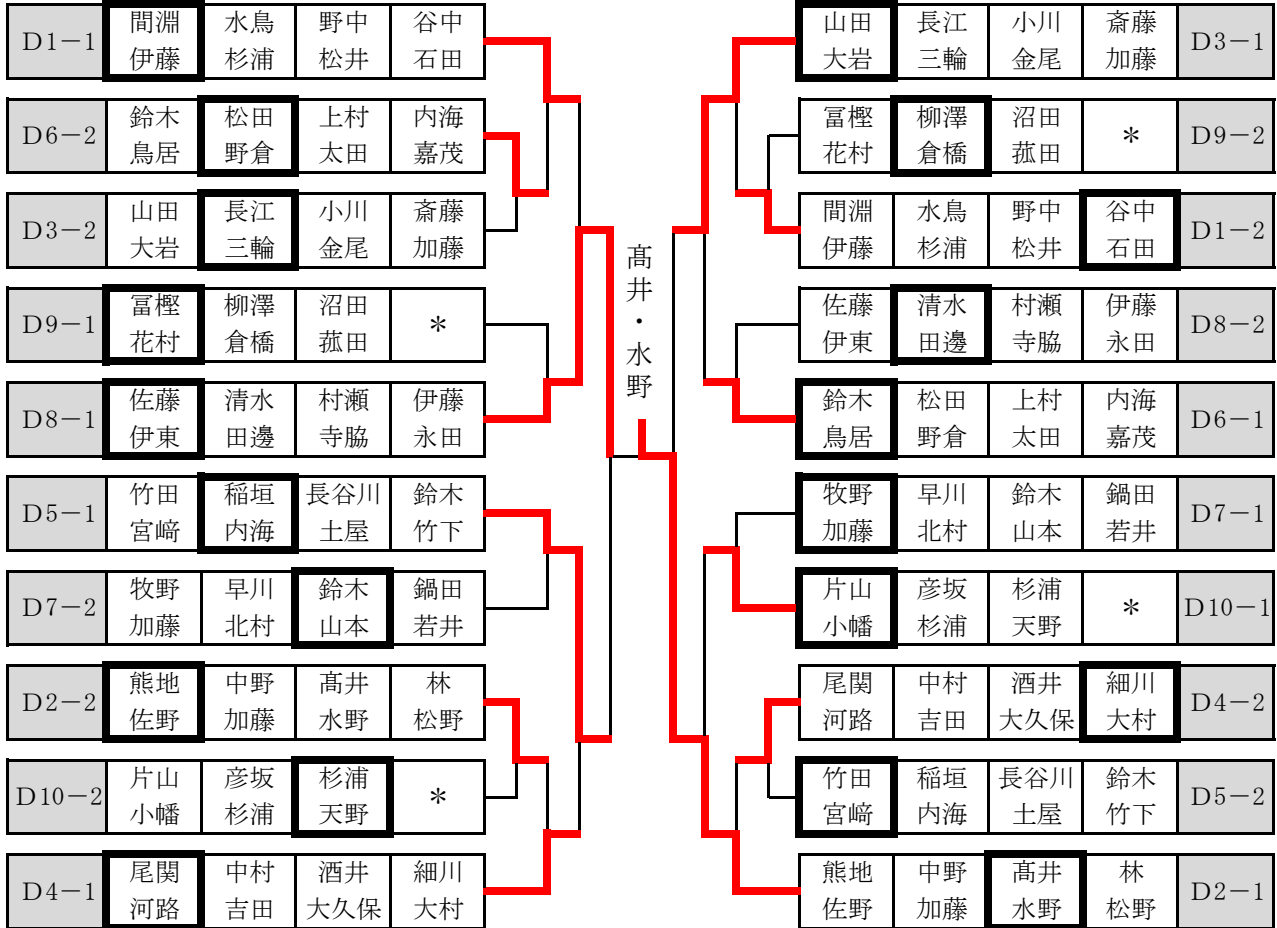 D1－1 間淵 水鳥 野中 谷中
伊藤 杉浦 松井 石田
D6－2 鈴木 松田 上村 内海
鳥居 野倉 太田 嘉茂
D3－2 山田 長江 小川 斎藤
大岩 三輪 金尾 加藤
D9－1 冨樫 柳澤 沼田 ＊
花村 倉橋 菰田
D8－1 佐藤 清水 村瀬 伊藤
伊東 田邊 寺脇 永田
D5－1 竹田 稲垣 長谷川 鈴木
宮﨑 内海 土屋 竹下
D7－2 牧野 早川 鈴木 鍋田
加藤 北村 山本 若井
D2－2 熊地 中野 髙井 林
佐野 加藤 水野 松野
D10－2 片山 彦坂 杉浦 ＊
小幡 杉浦 天野
D4－1 尾関 中村 酒井 細川
河路 吉田 大久保 大村
髙井・水野
山田 長江 小川 斎藤 D3－1
大岩 三輪 金尾 加藤
冨樫 柳澤 沼田 ＊ D9－2
花村 倉橋 菰田
間淵 水鳥 野中 谷中 D1－2
伊藤 杉浦 松井 石田
佐藤 清水 村瀬 伊藤 D8－2
伊東 田邊 寺脇 永田
鈴木 松田 上村 内海 D6－1
鳥居 野倉 太田 嘉茂
牧野 早川 鈴木 鍋田 D7－1
加藤 北村 山本 若井
片山 彦坂 杉浦 ＊ D10－1
小幡 杉浦 天野
尾関 中村 酒井 細川 D4－2
河路 吉田 大久保 大村
竹田 稲垣 長谷川 鈴木 D5－2
宮﨑 内海 土屋 竹下
熊地 中野 髙井 林 D2－1
佐野 加藤 水野 松野